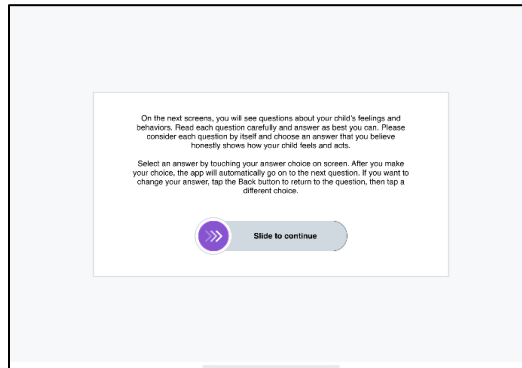 On the next screens, you will see questions about your child's feelings and
behaviors. Read each question carefully and answer as best you can. Please
consider each question by itself and choose an answer that you believe
honestly shows how your child feels and acts.
Select an answer by touching your answer choice on screen. After you make
your choice, the app will automatically go on to the next question. If you want to
change your answer, tap the Back button to return to the question, then tap a
different choice.
Slide to continue